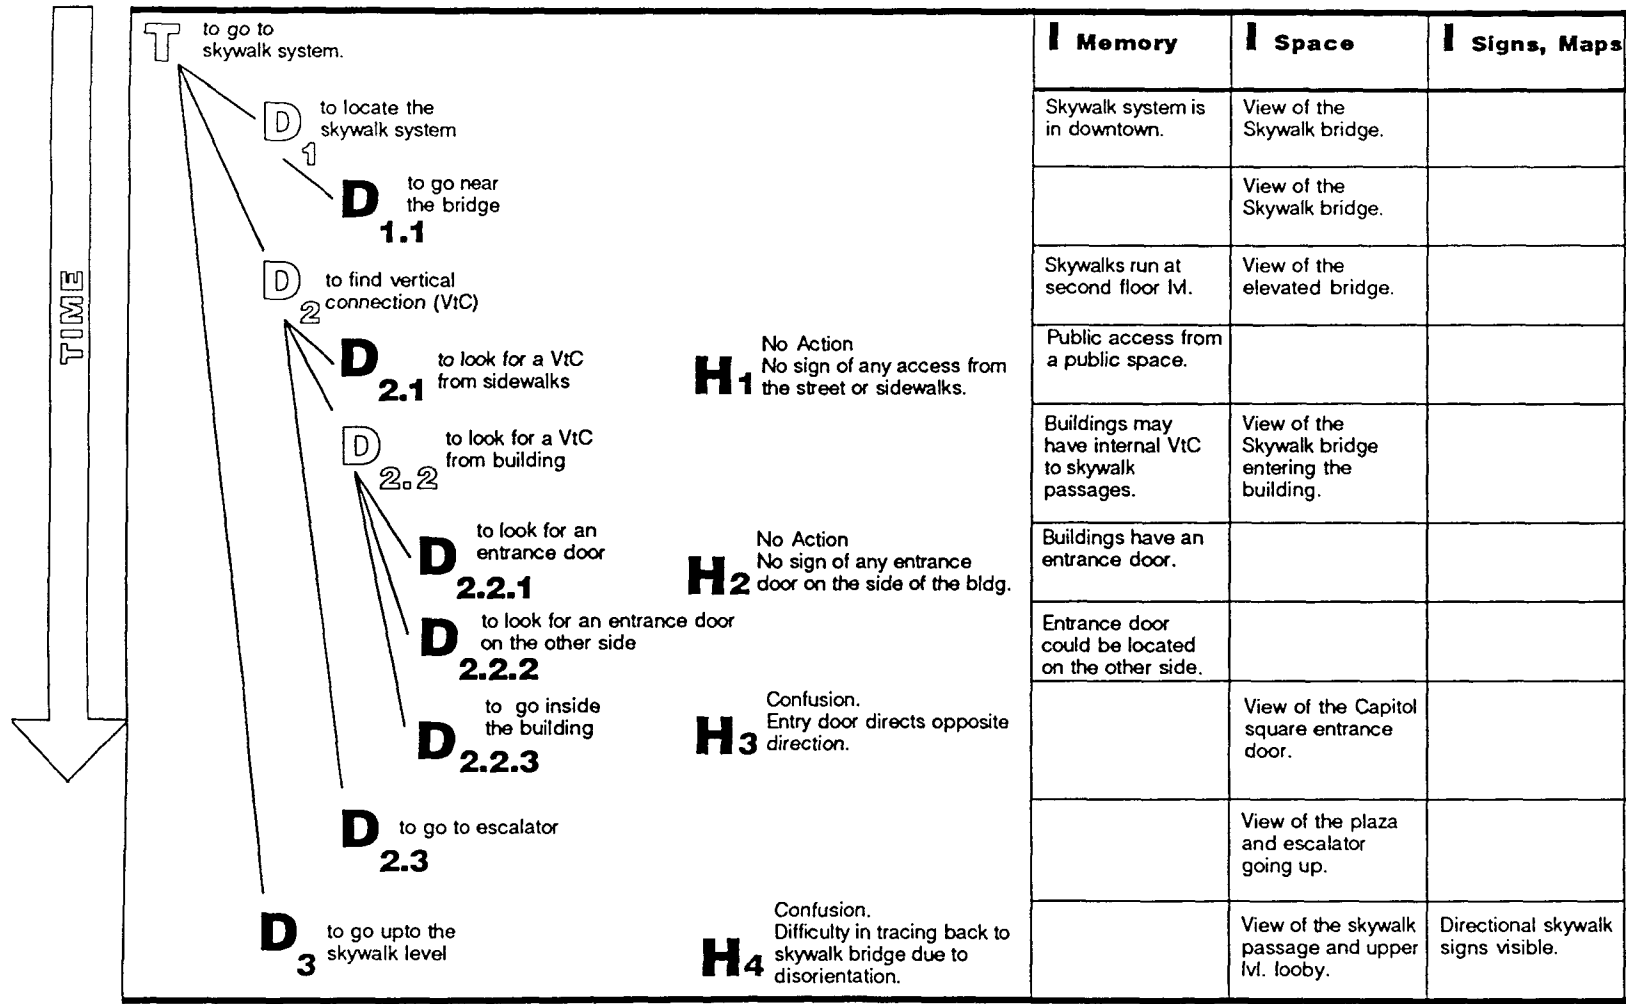 TIME
T to go to
skywalk system.
I Memory
I Space
I Signs, Maps
D1 to locate the
skywalk system
Skywalk system is
in downtown.
View of the
Skywalk bridge.
D1.1 to go near
the bridge
View of the
Skywalk bridge.
D2 to find vertical
connection (VtC)
Skywalks run at
second floor lvl.
View of the
elevated bridge.
D2.1 to look for a VtC
from sidewalks
H1 No Action
No sign of any access from
the street or sidewalks.
Public access from
a public space.
D2.2 to look for a VtC
from building
Buildings may
have internal VtC
to skywalk
passages.
View of the
Skywalk bridge
entering the
building.
D2.2.1 to look for an
entrance door
H2 No Action
No sign of any entrance
door on the side of the bldg.
Buildings have an
entrance door.
D2.2.2 to look for an entrance door
on the other side
Entrance door
could be located
on the other side.
D2.2.3 to go inside
the building
H3 Confusion.
Entry door directs opposite
direction.
View of the Capitol
square entrance
door.
D2.3 to go to escalator
View of the plaza
and escalator
going up.
D3 to go upto the
skywalk level
H4 Confusion.
Difficulty in tracing back to
skywalk bridge due to
disorientation.
View of the skywalk
passage and upper
lvl. looby.
Directional skywalk
signs visible.